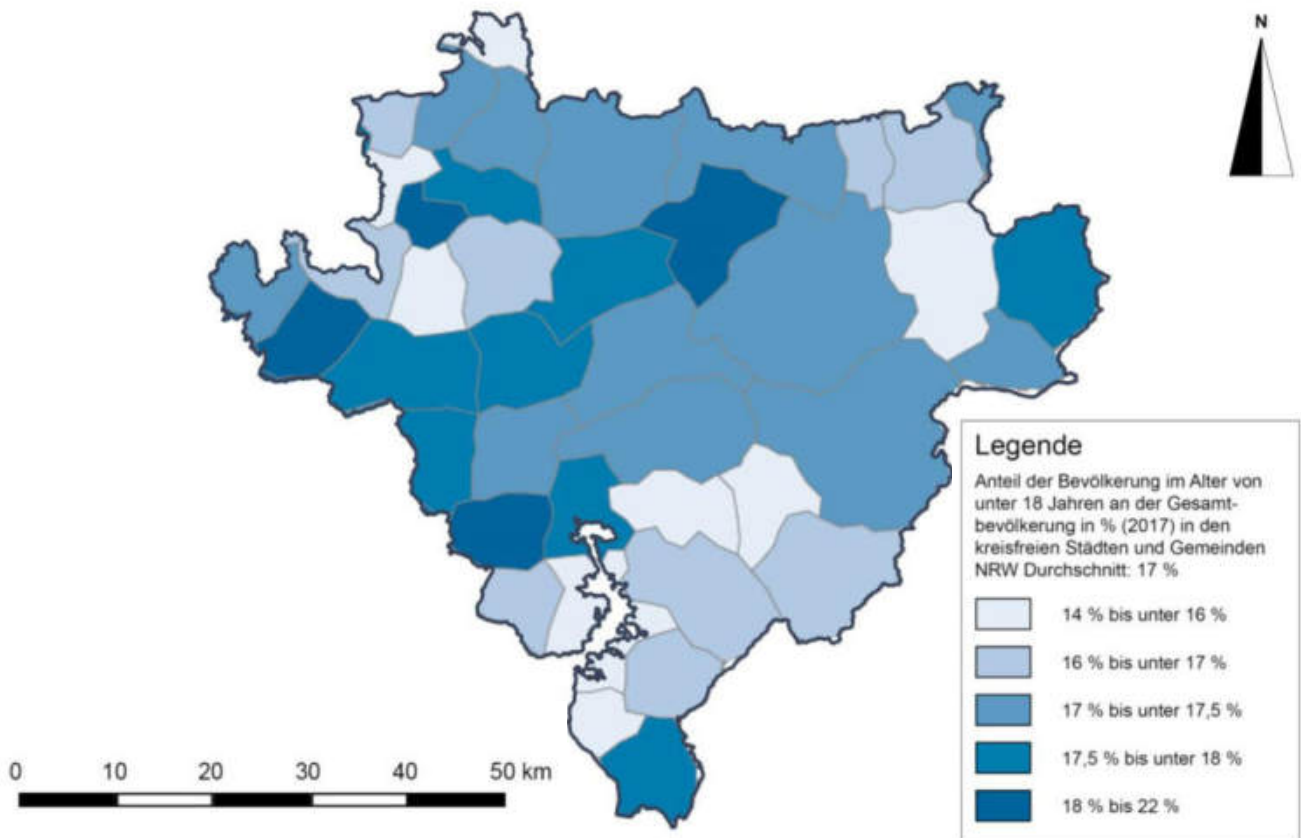 N
Legende
Anteil der Bevölkerung im Alter von
unter 18 Jahren an der Gesamt-
bevölkerung in % (2017) in den
kreisfreien Städten und Gemeinden
NRW Durchschnitt: 17 %
14 % bis unter 16 %
16 % bis unter 17 %
17 % bis unter 17,5 %
17,5 % bis unter 18 %
18 % bis 22 %
0 10 20 30 40 50 km